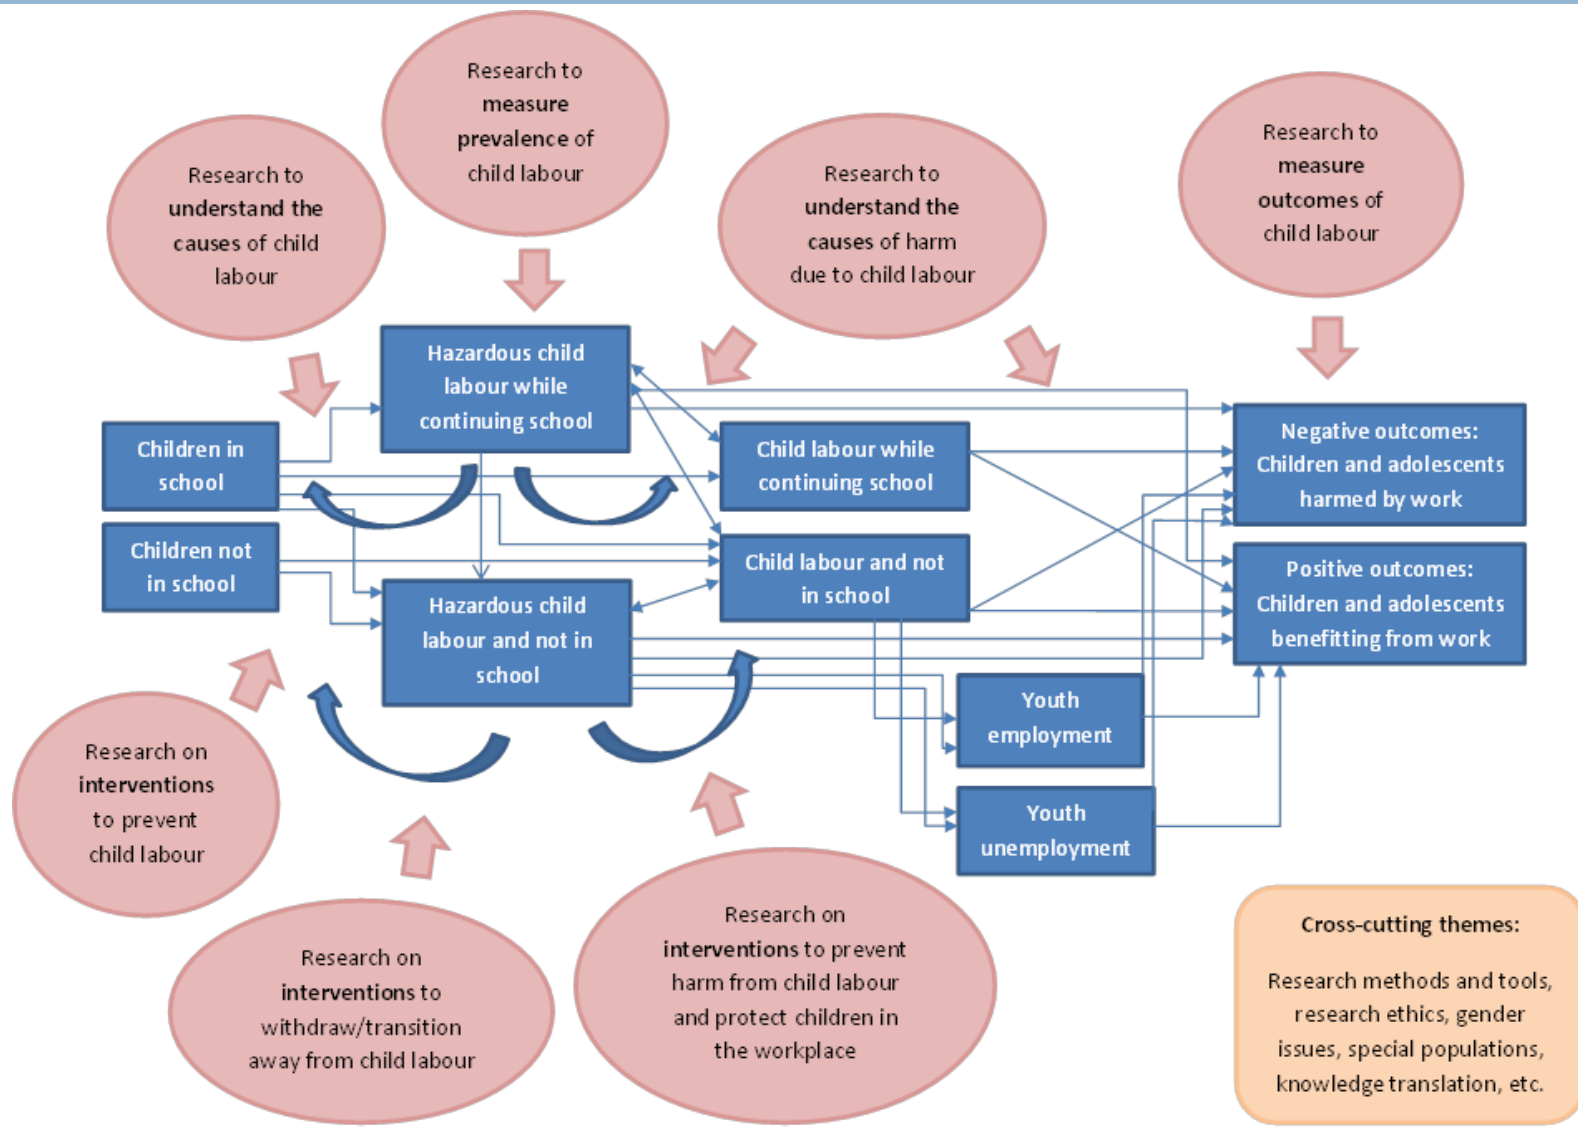 Research to
measure
prevalence of
child labour
Research to
understand the
causes of child
labour
Research to
understand the
causes of harm
due to child labour
Research to
measure
outcomes of
child labour
Hazardous child
labour while
continuing school
Children in
school
Child labour while
continuing school
Negative outcomes:
Children and adolescents
harmed by work
Children not
in school
Child labour and not
in school
Positive outcomes:
Children and adolescents
benefitting from work
Hazardous child
labour and not in
school
Youth
employment
Youth
unemployment
Research on
interventions
to prevent
child labour
Research on
interventions to
withdraw/transition
away from child labour
Research on
interventions to prevent
harm from child labour
and protect children in
the workplace
Cross-cutting themes:
Research methods and tools,
research ethics, gender
issues, special populations,
knowledge translation, etc.